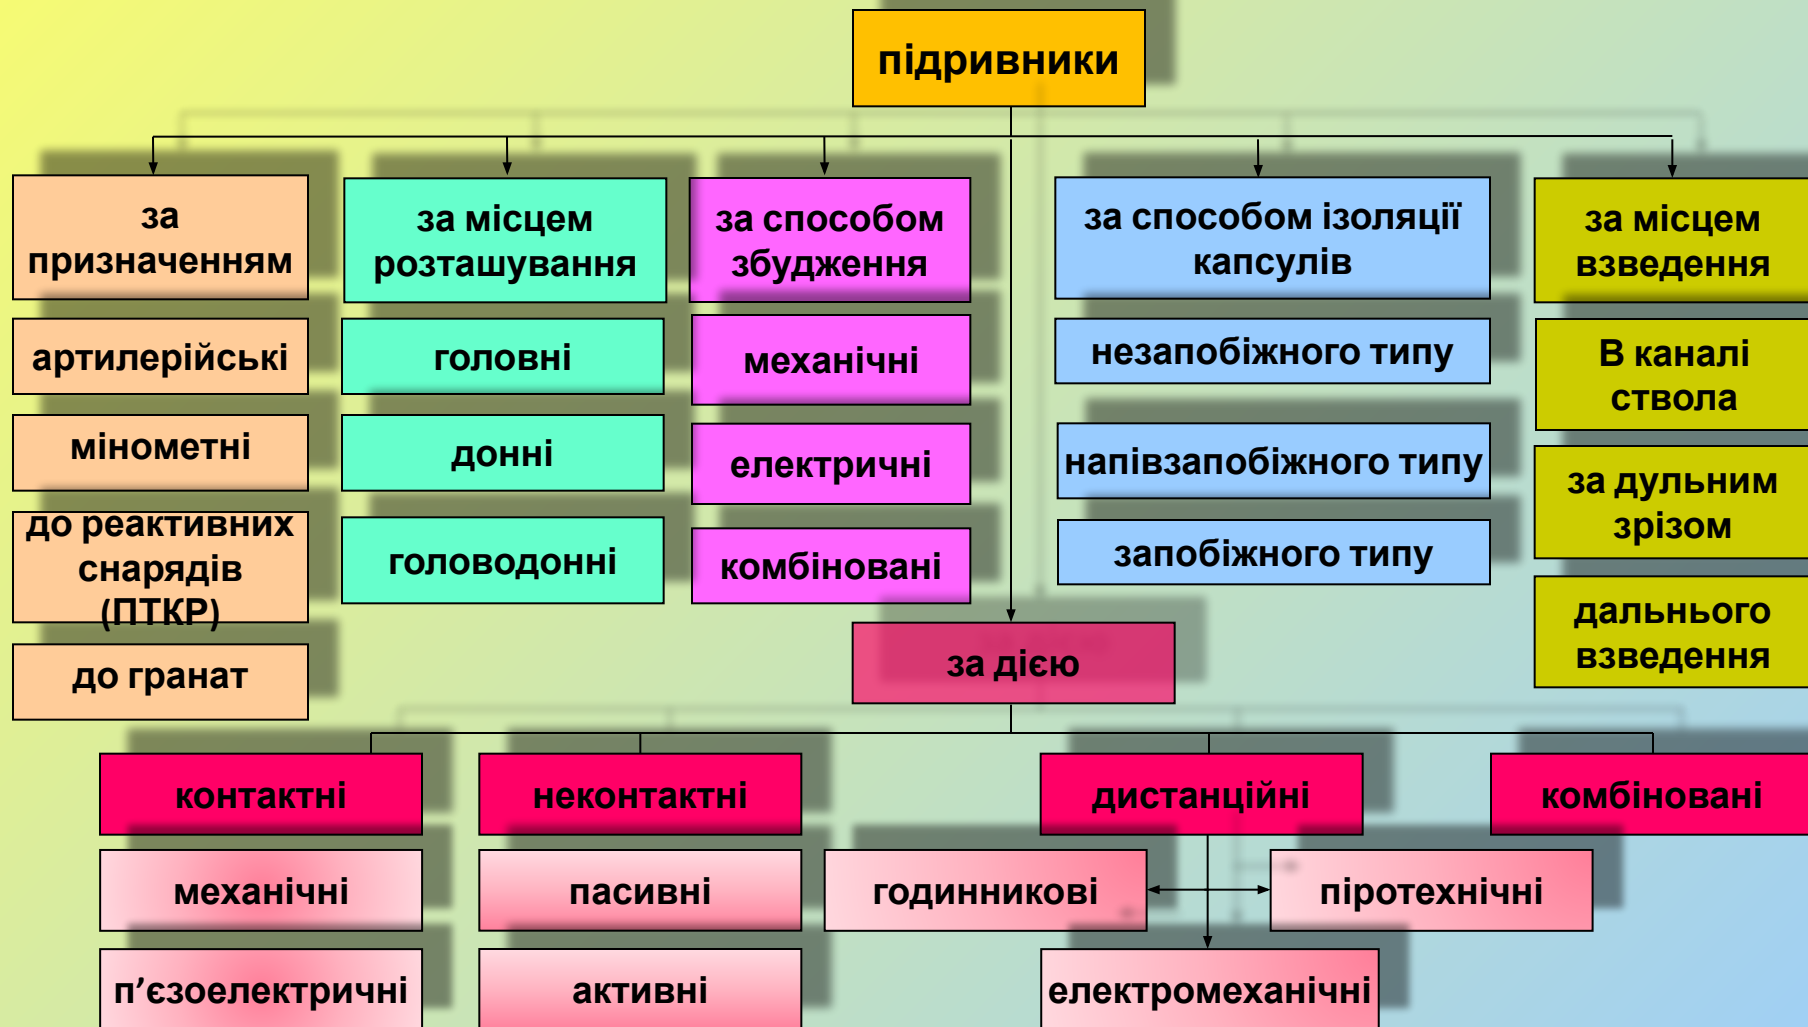 підривники
за
призначенням
артилерійські
мінометні
до реактивних
снарядів
(ПТКР)
до гранат
за місцем
розташування
головні
донні
головодонні
за способом
збудження
механічні
електричні
комбіновані
за способом ізоляції
капсулів
незапобіжного типу
напівзапобіжного типу
запобіжного типу
за місцем
взведення
В каналі
ствола
за дульним
зрізом
дальнього
взведення
за дією
контактні
механічні
п’єзоелектричні
неконтактні
пасивні
активні
дистанційні
годинникові
піротехнічні
електромеханічні
комбіновані